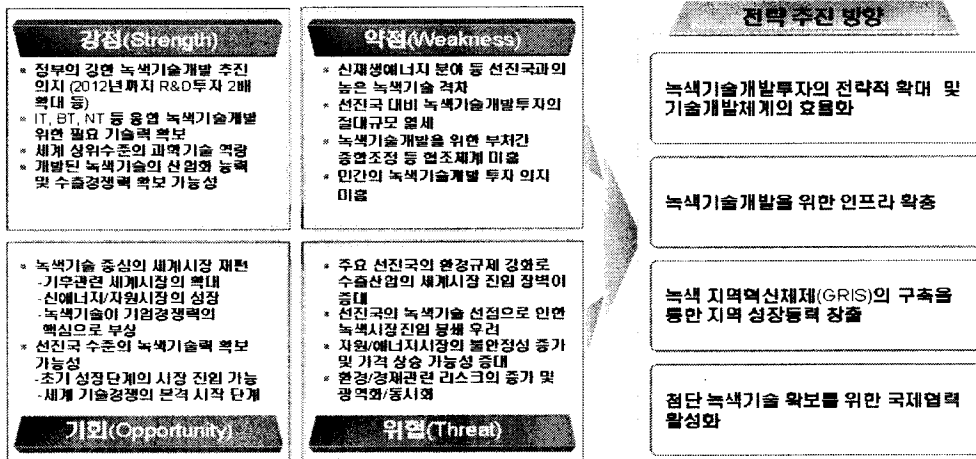 강점(Strength)
* 정부의 강한 녹색기술개발 추진
의지 (2012년까지 R&D투자 2배
확대 등)
* IT, BT, NT 등 융합 녹색기술개발
위한 필요 기술력 확보
* 세계 상위수준의 과학기술 역량
* 개발된 녹색기술의 산업화 능력
및 수출경쟁력 확보 가능성
약점(Weakness)
* 신재생에너지 분야 등 선진국과의
높은 녹색기술 격차
* 선진국 대비 녹색기술개발투자의
절대규모 열세
* 녹색기술개발을 위한 부처간
종합조정 등 협조체계 미흡
* 민간의 녹색기술개발 투자 의지
미흡
* 녹색기술 중심의 세계시장 재편
-기후관련 세계시장의 확대
-신에너지/자원시장의 성장
-녹색기술이 기업경쟁력의
핵심으로 부상
* 선진국 수준의 녹색기술력 확보
가능성
-초기 성장단계의 시장 진입 가능
-세계 기술경쟁의 본격 시작 단계
기회(Opportunity)
* 주요 선진국의 환경규제 강화로
수출산업의 세계시장 진입 장벽이
증대
* 선진국의 녹색기술 선점으로 인한
녹색시장진입 봉쇄 우려
* 자원/에너지시장의 불안정성 증가
및 가격 상승 가능성 증대
* 환경/경제관련 리스크의 증가 및
광역화/동시화
위협(Threat)
전략 추진 방향
녹색기술개발투자의 전략적 확대 및
기술개발체계의 효율화
녹색기술개발을 위한 인프라 확충
녹색 지역혁신체제(GRIS)의 구축을
통한 지역 성장동력 창출
첨단 녹색기술 확보를 위한 국제협력
활성화